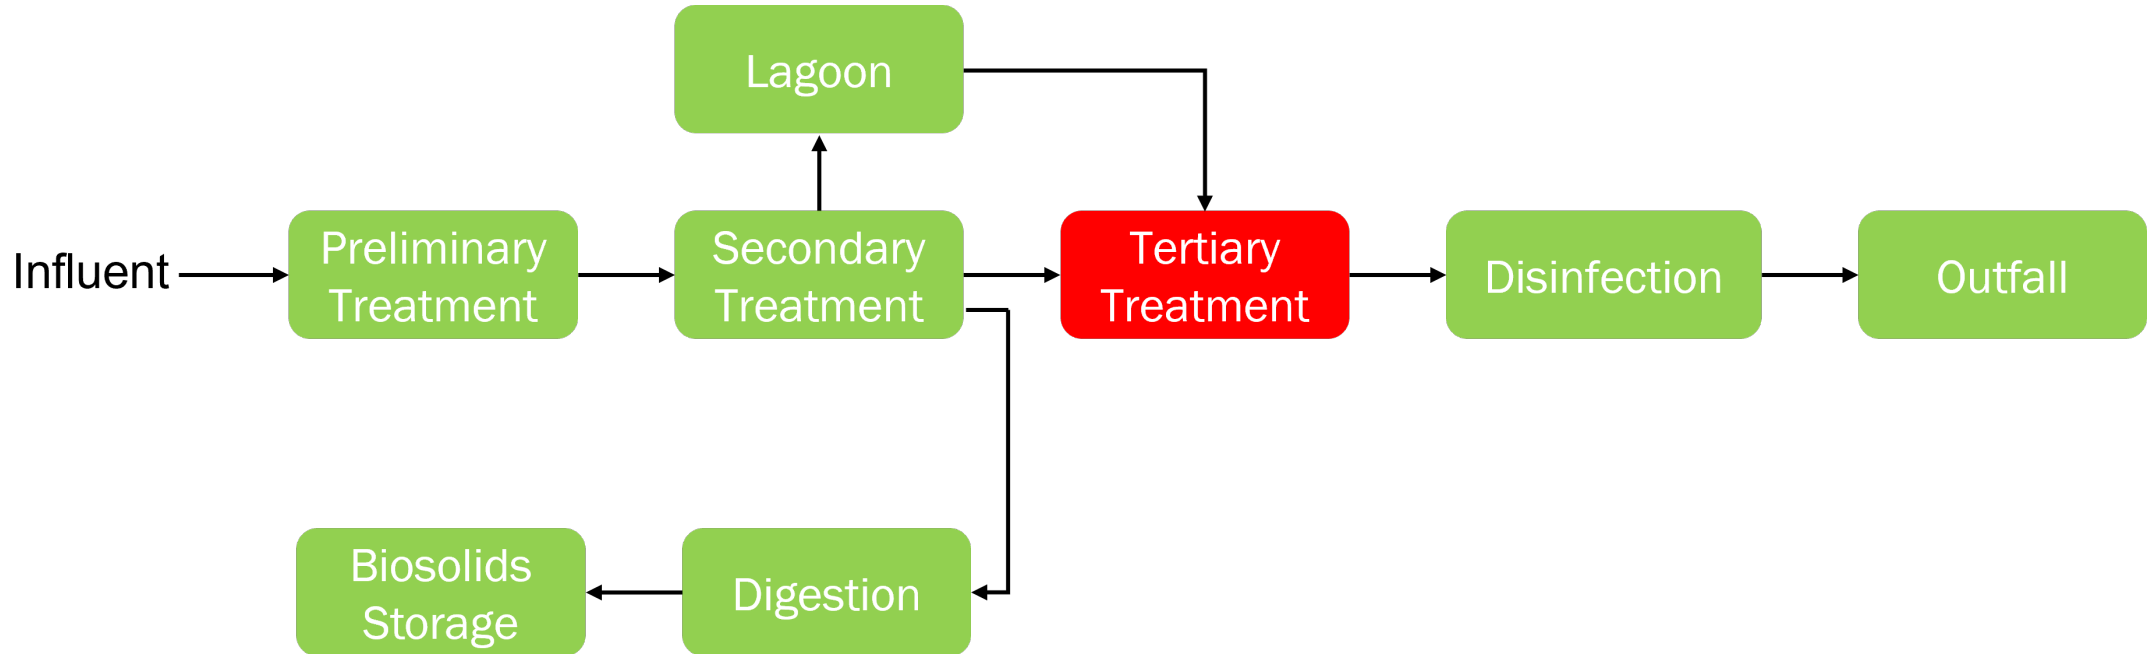 Lagoon
Influent
Preliminary
Treatment
Secondary
Treatment
Tertiary
Treatment
Disinfection
Outfall
Biosolids
Storage
Digestion